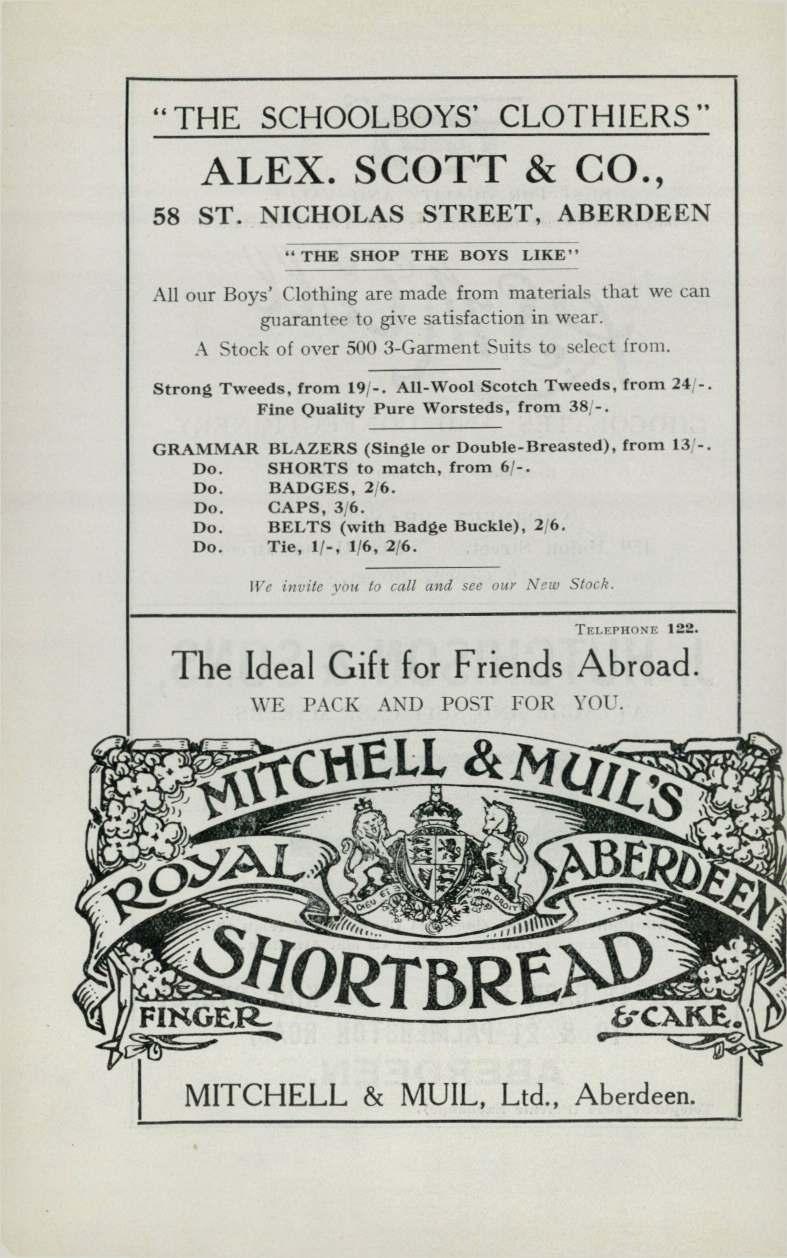 "THE SCHOOLBOYS' CLOTHIERS"
ALEX. SCOTT & CO.,
58 ST. NICHOLAS STREET, ABERDEEN
"THE SHOP THE BOYS LIKE"
All our Boys' Clothing are made from materials that we can
guarantee to give satisfaction in wear.
A Stock of over 500 3-Garment Suits to select from.
Strong Tweeds, from 19/-. All-Wool Scotch Tweeds, from 24/-.
Fine Quality Pure Worsteds, from 38/-.
GRAMMAR BLAZERS (Single or Double-Breasted), from 13/-.
Do. SHORTS to match, from 6/-.
Do. BADGES, 2/6.
Do. CAPS, 3/6.
Do. BELTS (with Badge Buckle), 2/6.
Do. Tie, 1/-, 1/6, 2/6.
We invite you to call and see our New Stock.
TELEPHONE 122.
The Ideal Gift for Friends Abroad.
WE PACK AND POST FOR YOU.
MITCHELL & MUIL'S
ROYAL ABERDEEN
DIEU ET MON DROIT
SHORTBREAD
FINGER & CAKE.
MITCHELL & MUIL, Ltd., Aberdeen.